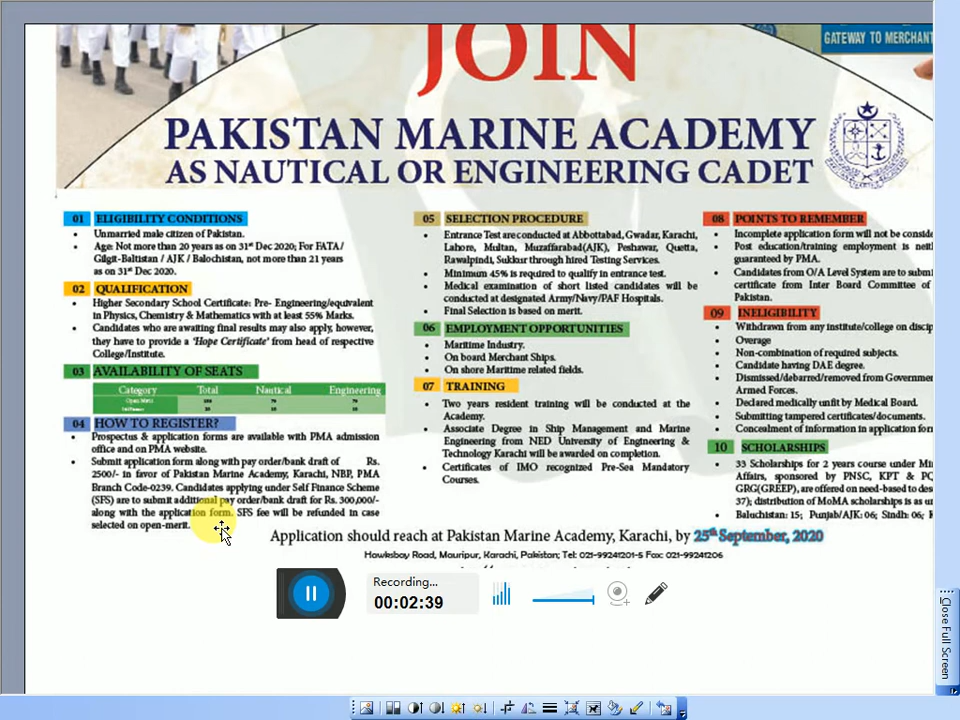 JOIN
GATEWAY TO MERCHANT
PAKISTAN MARINE ACADEMY
AS NAUTICAL OR ENGINEERING CADET
01 ELIGIBILITY CONDITIONS
• Unmarried male citizen of Pakistan.
• Age: Not more than 20 years as on 31st Dec 2020; For FATA /
Gilgit-Baltistan / AJK / Balochistan, not more than 21 years
as on 31st Dec 2020.
02 QUALIFICATION
• Higher Secondary School Certificate: Pre- Engineering/equivalent
in Physics, Chemistry & Mathematics with at least 55% Marks.
• Candidates who are awaiting final results may also apply, however,
they have to provide a 'Hope Certificate' from head of respective
College/Institute.
03 AVAILABILITY OF SEATS
Category Total Nautical Engineering
Open Merit
04 HOW TO REGISTER?
• Prospectus & application forms are available with PMA admission
office and on PMA website.
• Submit application form along with pay order/bank draft of Rs.
2500/- in favor of Pakistan Marine Academy, Karachi, NBP, PMA
Branch Code-0239. Candidates applying under Self Finance Scheme
(SFS) are to submit additional pay order/bank draft for Rs. 300,000/-
along with the application form. SFS fee will be refunded in case
selected on open-merit.
05 SELECTION PROCEDURE
• Entrance Test are conducted at Abbottabad, Gwadar, Karachi,
Lahore, Multan, Muzaffarabad(AJK), Peshawar, Quetta,
Rawalpindi, Sukkur through hired Testing Services.
• Minimum 45% is required to qualify in entrance test.
• Medical examination of short listed candidates will be
conducted at designated Army/Navy/PAF Hospitals.
• Final Selection is based on merit.
06 EMPLOYMENT OPPORTUNITIES
• Maritime Industry.
• On board Merchant Ships.
• On shore Maritime related fields.
07 TRAINING
• Two years resident training will be conducted at the
Academy.
• Associate Degree in Ship Management and Marine
Engineering from NED University of Engineering &
Technology Karachi will be awarded on completion.
• Certificates of IMO recognized Pre-Sea Mandatory
Courses.
08 POINTS TO REMEMBER
• Incomplete application form will not be conside
• Post education/training employment is neit
guaranteed by PMA.
• Candidates from O/A Level System are to subm
certificate from Inter Board Committee of
Pakistan.
09 INELIGIBILITY
• Withdrawn from any institute/college on discip
• Overage
• Non-combination of required subjects.
• Candidate having DAE degree.
• Dismissed/debarred/removed from Governmen
Armed Forces.
• Declared medically unfit by Medical Board.
• Submitting tampered certificates/documents.
• Concealment of information in application for
10 SCHOLARSHIPS
• 33 Scholarships for 2 years course under Mi
Affairs, sponsored by PNSC, KPT & PQ
GRG(GREEP), are offered on need-based to des
37); distribution of MoMA scholarships is as u
• Baluchistan: 15; Punjab/AJK: 06; Sindh: 06; K
Application should reach at Pakistan Marine Academy, Karachi, by 25th September, 2020
Hawksbay Road, Mauripur, Karachi, Pakistan; Tel: 021-99241201-5 Fax: 021-99241206
Recording...
00:02:39
Close Full Screen